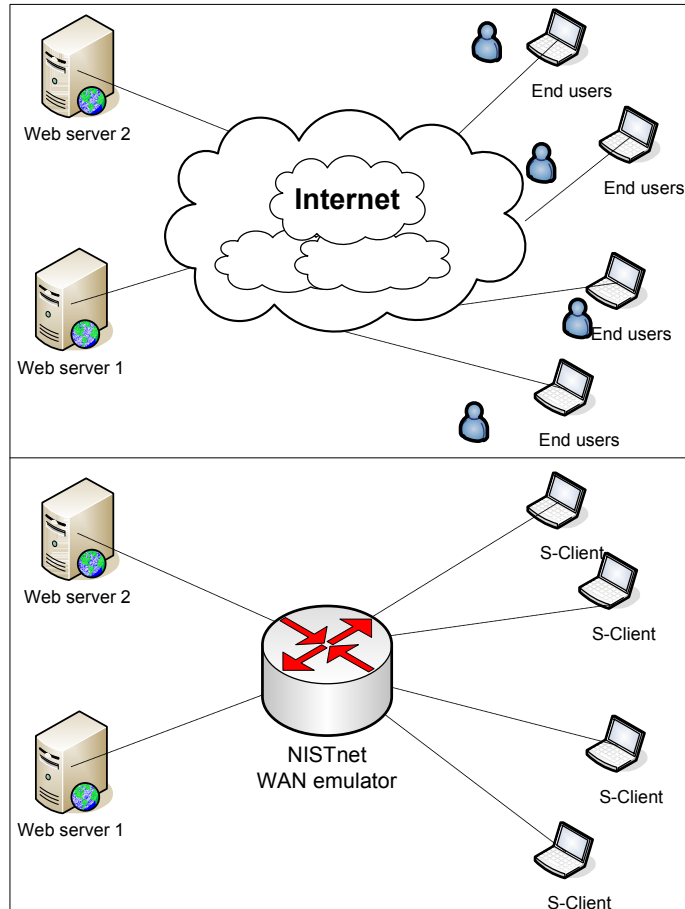 End users
Web server 2
Internet
End users
End users
Web server 1
End users
S-Client
Web server 2
S-Client
NISTnet
WAN emulator
S-Client
Web server 1
S-Client